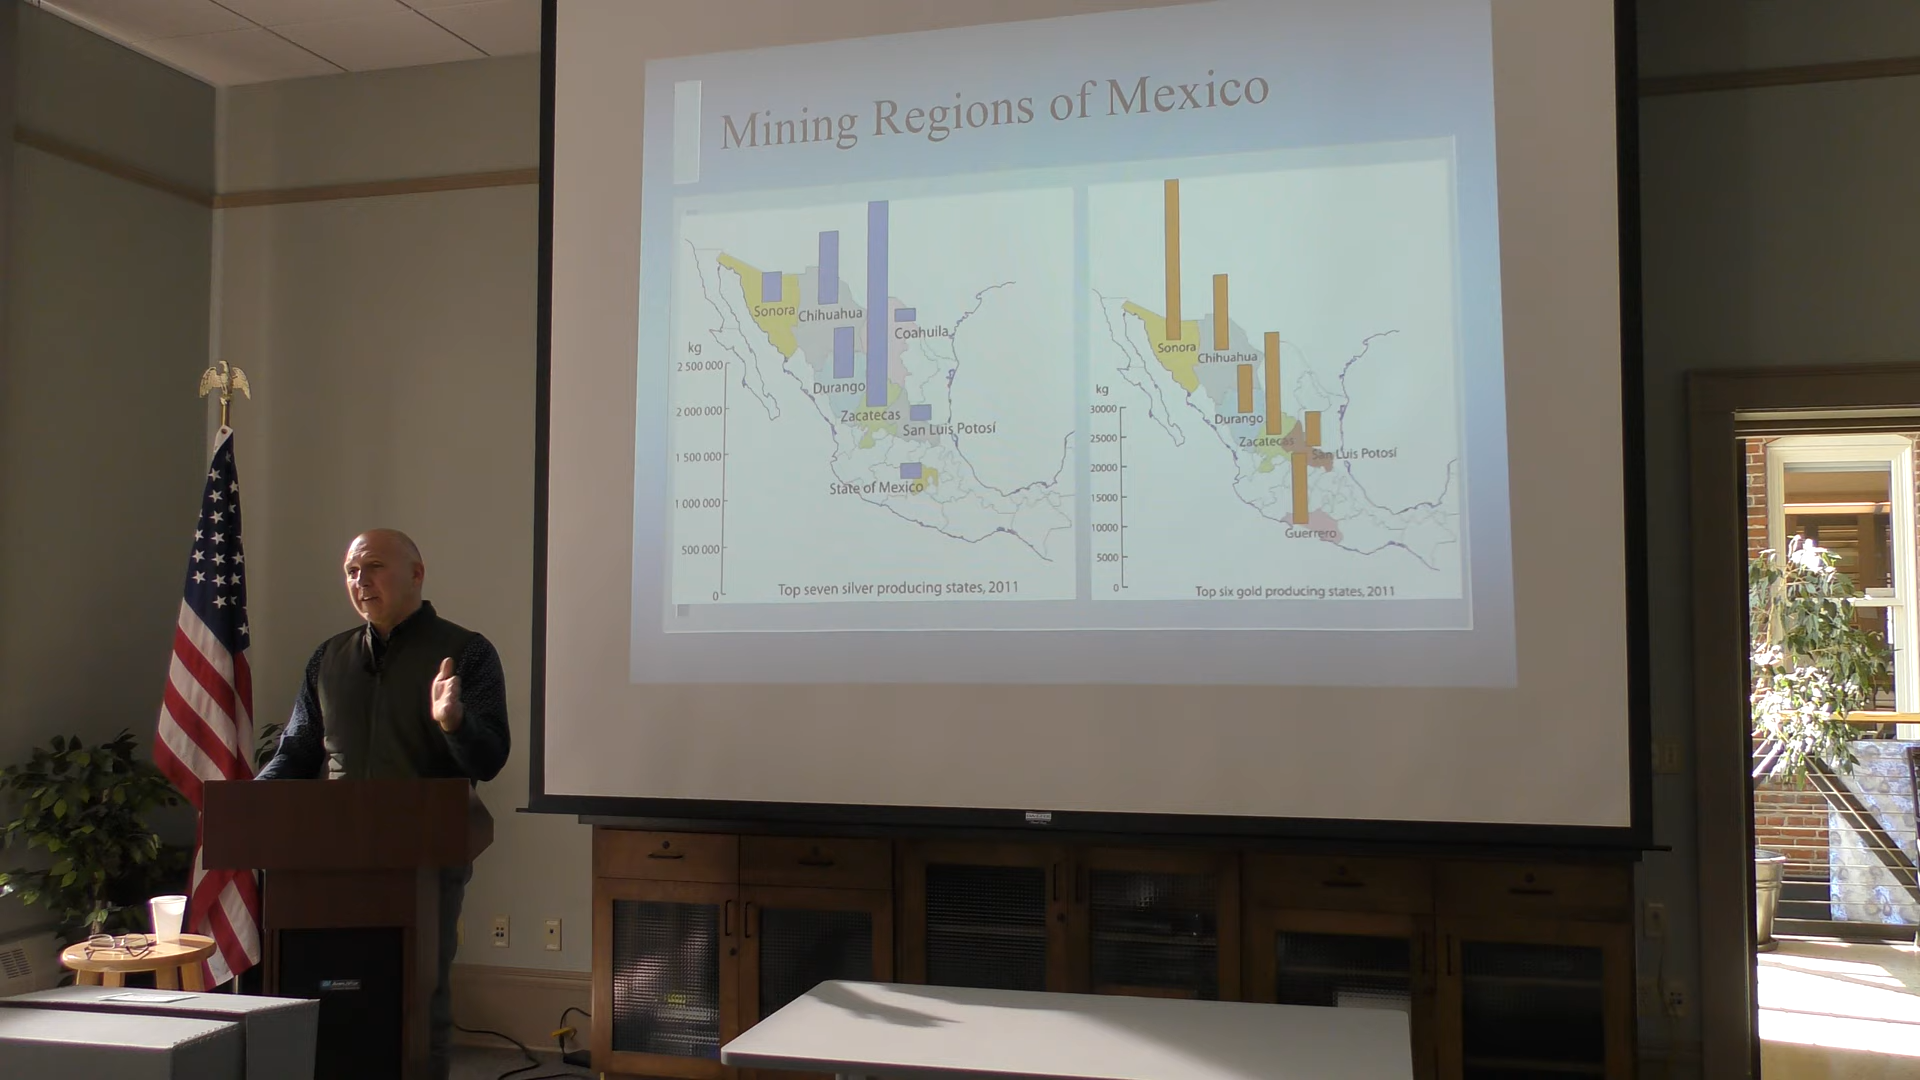 Mining Regions of Mexico
Sonora
Chihuahua
Coahuila
Durango
Zacatecas
San Luis Potosí
State of Mexico
kg
2 500 000
2 000 000
1 500 000
1 000 000
500 000
0
Top seven silver producing states, 2011
Sonora
Chihuahua
Durango
Zacatecas
San Luis Potosí
Guerrero
kg
30000
25000
20000
15000
10000
5000
0
Top six gold producing states, 2011